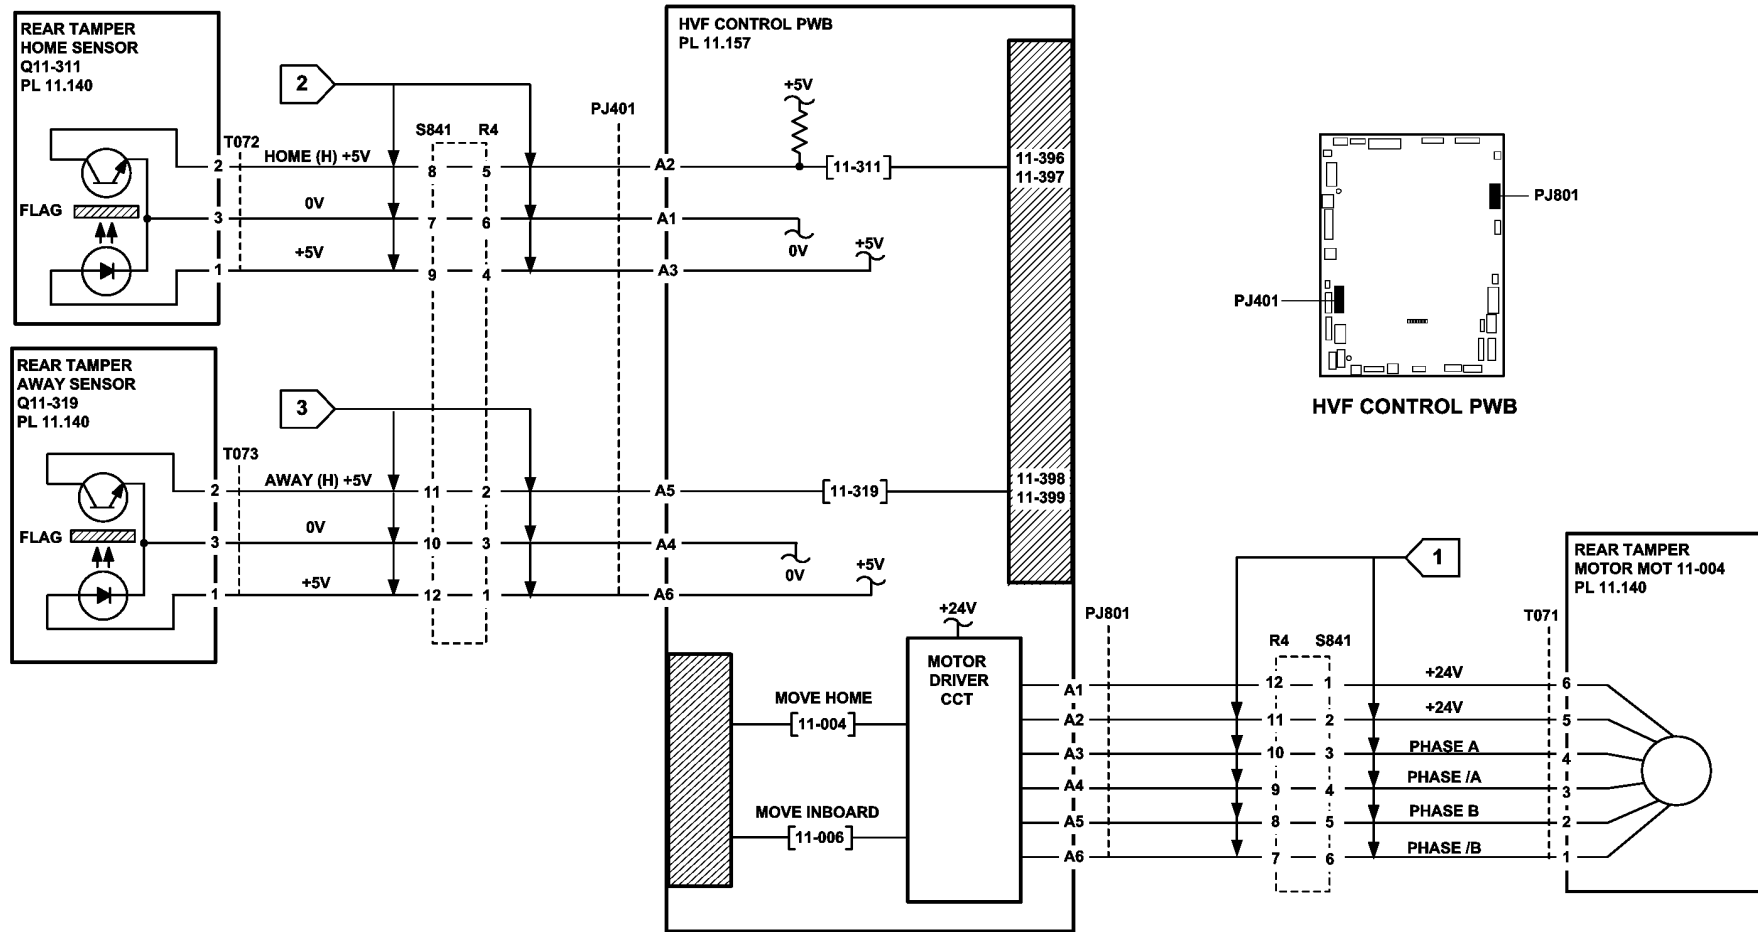 REAR TAMPER
HOME SENSOR
Q11-311
PL 11.140
FLAG
2
3
1
T072
HOME (H) +5V
0V
+5V
2
S841
R4
8
5
7
6
9
4
PJ401
A2
A1
A3
HVF CONTROL PWB
PL 11.157
+5V
[11-311]
0V
+5V
11-396
11-397
PJ801
PJ401
HVF CONTROL PWB
REAR TAMPER
AWAY SENSOR
Q11-319
PL 11.140
FLAG
2
3
1
T073
AWAY (H) +5V
0V
+5V
3
11
2
10
3
12
1
A5
A4
A6
[11-319]
0V
+5V
11-398
11-399
MOVE HOME
[11-004]
MOVE INBOARD
[11-006]
+24V
MOTOR
DRIVER
CCT
PJ801
A1
A2
A3
A4
A5
A6
1
R4
S841
12
1
11
2
10
3
9
4
8
5
7
6
+24V
+24V
PHASE A
PHASE /A
PHASE B
PHASE /B
T071
6
5
4
3
2
1
REAR TAMPER
MOTOR MOT 11-004
PL 11.140